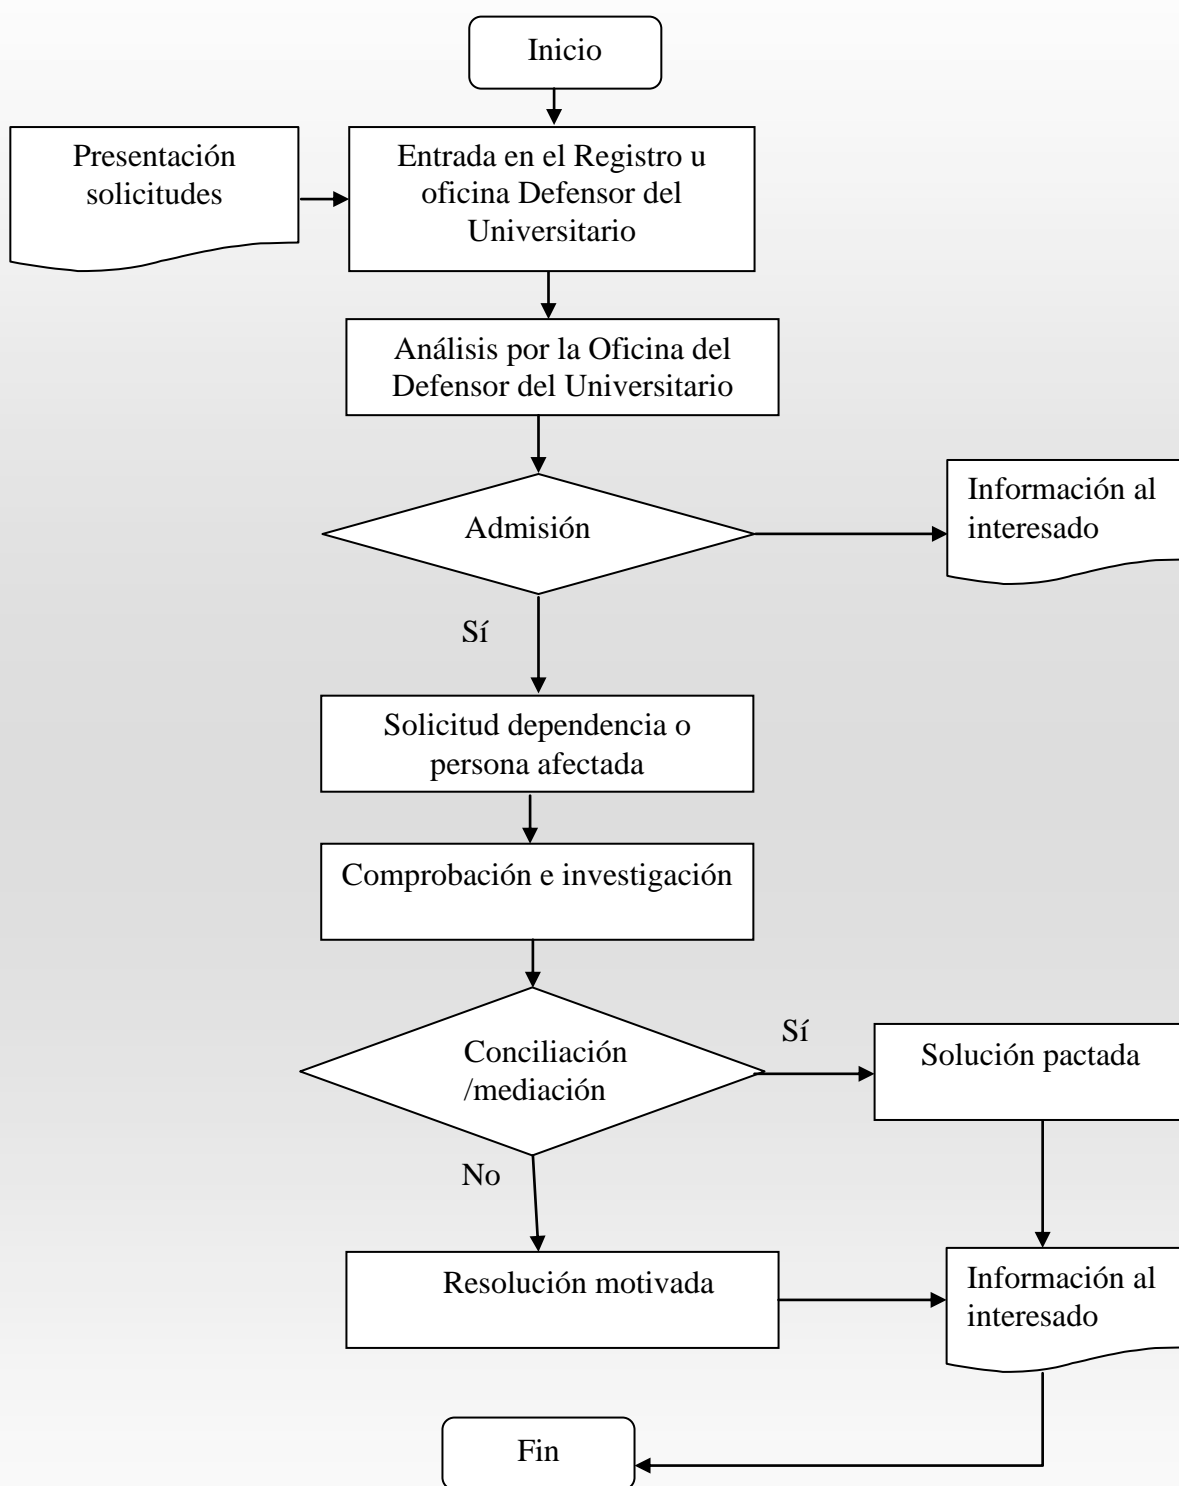 Inicio
Presentación
solicitudes
Entrada en el Registro u
oficina Defensor del
Universitario
Análisis por la Oficina del
Defensor del Universitario
Admisión
Información al
interesado
Sí
Solicitud dependencia o
persona afectada
Comprobación e investigación
Conciliación
/mediación
Sí
Solución pactada
No
Resolución motivada
Información al
interesado
Fin